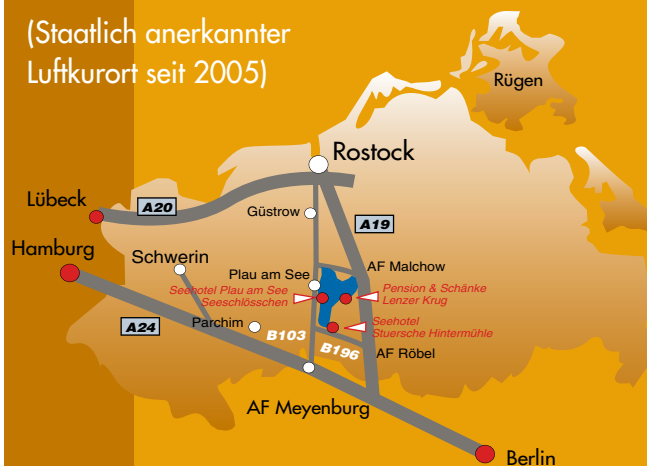 (Staatlich anerkannter
Luftkurort seit 2005)
Rügen
Rostock
Lübeck
A20
Güstrow
A19
Hamburg
Schwerin
AF Malchow
Plau am See
Seehotel Plau am See
Seeschlösschen
Pension & Schänke
Lenzer Krug
A24
Parchim
B103
Seehotel
Stuersche Hintermühle
B196
AF Röbel
AF Meyenburg
Berlin